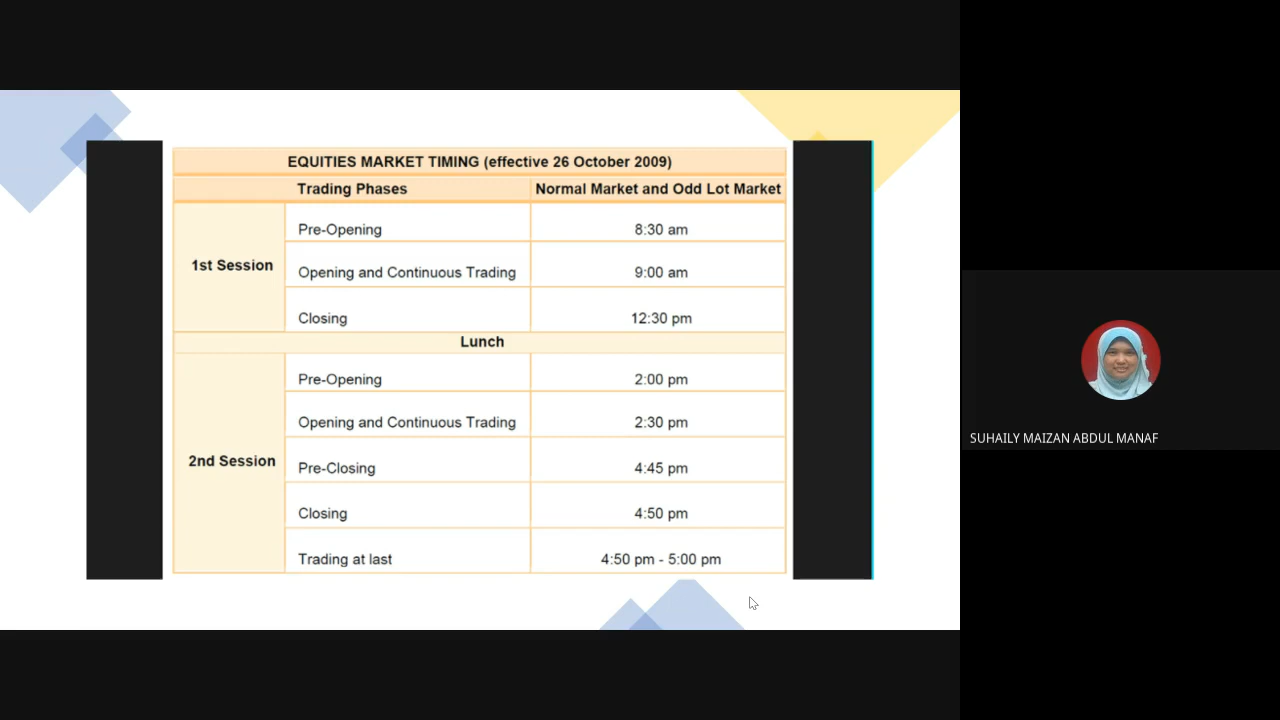 EQUITIES MARKET TIMING (effective 26 October 2009)
Trading Phases Normal Market and Odd Lot Market
1st Session
Pre-Opening 8:30 am
Opening and Continuous Trading 9:00 am
Closing 12:30 pm
Lunch
2nd Session
Pre-Opening 2:00 pm
Opening and Continuous Trading 2:30 pm
Pre-Closing 4:45 pm
Closing 4:50 pm
Trading at last 4:50 pm - 5:00 pm
SUHAILY MAIZAN ABDUL MANAF